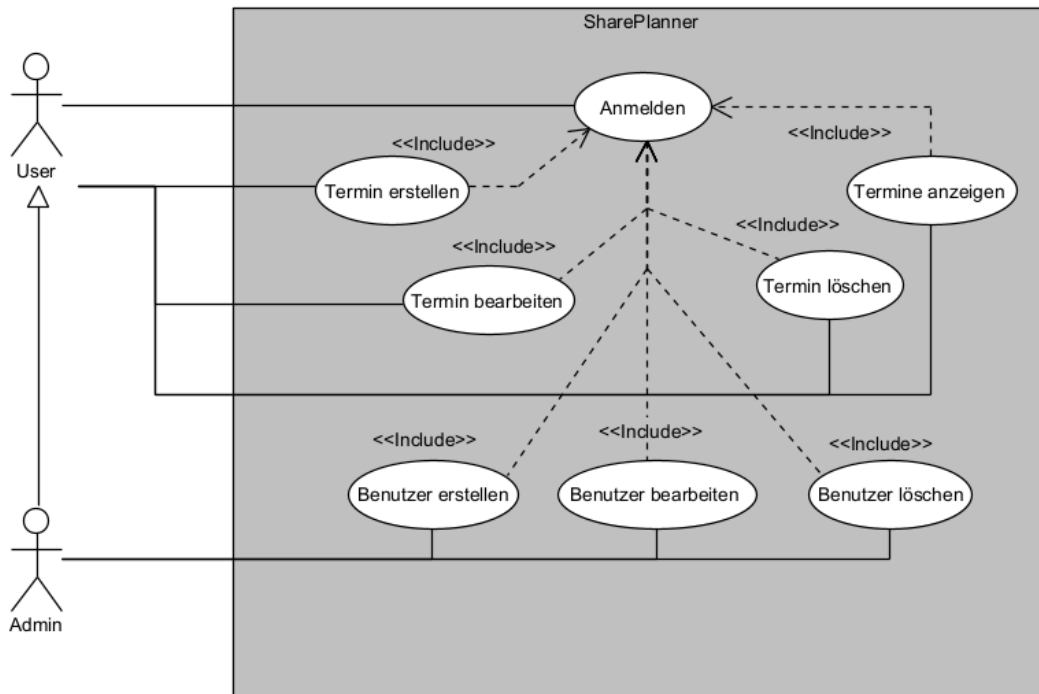 SharePlanner
Anmelden
<<Include>>
<<Include>>
User
Termin erstellen
Termine anzeigen
<<Include>>
<<Include>>
Termin bearbeiten
Termin löschen
<<Include>>
<<Include>>
<<Include>>
Benutzer erstellen
Benutzer bearbeiten
Benutzer löschen
Admin